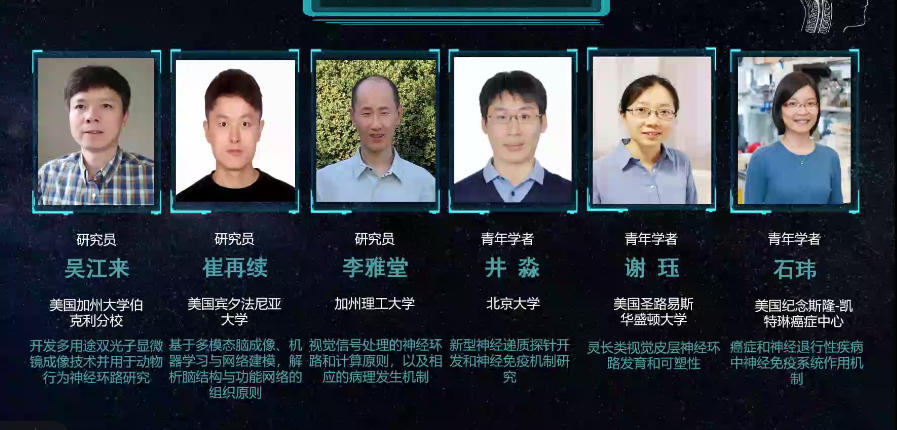 研究员
吴江来
美国加州大学伯
克利分校
开发多用途双光子显微
镜成像技术并用于动物
行为神经环路研究
研究员
崔再续
美国宾夕法尼亚
大学
基于多模态脑成像、机
器学习与网络建模，解
析脑结构与功能网络的
组织原则
研究员
李雅堂
加州理工大学
视觉信号处理的神经环
路和计算原则，以及相
应的病理发生机制
青年学者
井 淼
北京大学
新型神经递质探针开
发和神经免疫机制研
究
青年学者
谢 珏
美国圣路易斯
华盛顿大学
灵长类视觉皮层神经环
路发育和可塑性
青年学者
石玮
美国纪念斯隆-凯
特琳癌症中心
癌症和神经退行性疾病
中神经免疫系统作用机
制